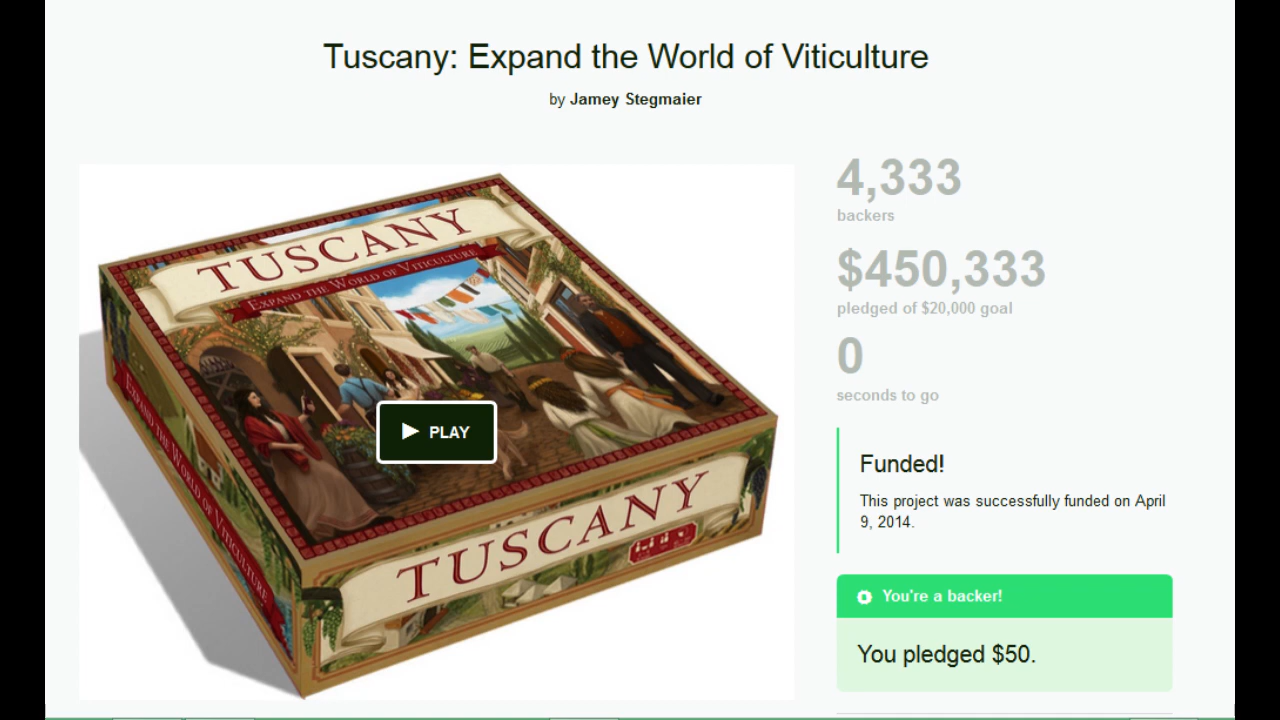 Tuscany: Expand the World of Viticulture
by Jamey Stegmaier
TUSCANY
EXPAND THE WORLD OF VITICULTURE
EXPAND THE WORLD OF VITICULTURE
TUSCANY
PLAY
4,333
backers
$450,333
pledged of $20,000 goal
0
seconds to go
Funded!
This project was successfully funded on April
9, 2014.
You're a backer!
You pledged $50.